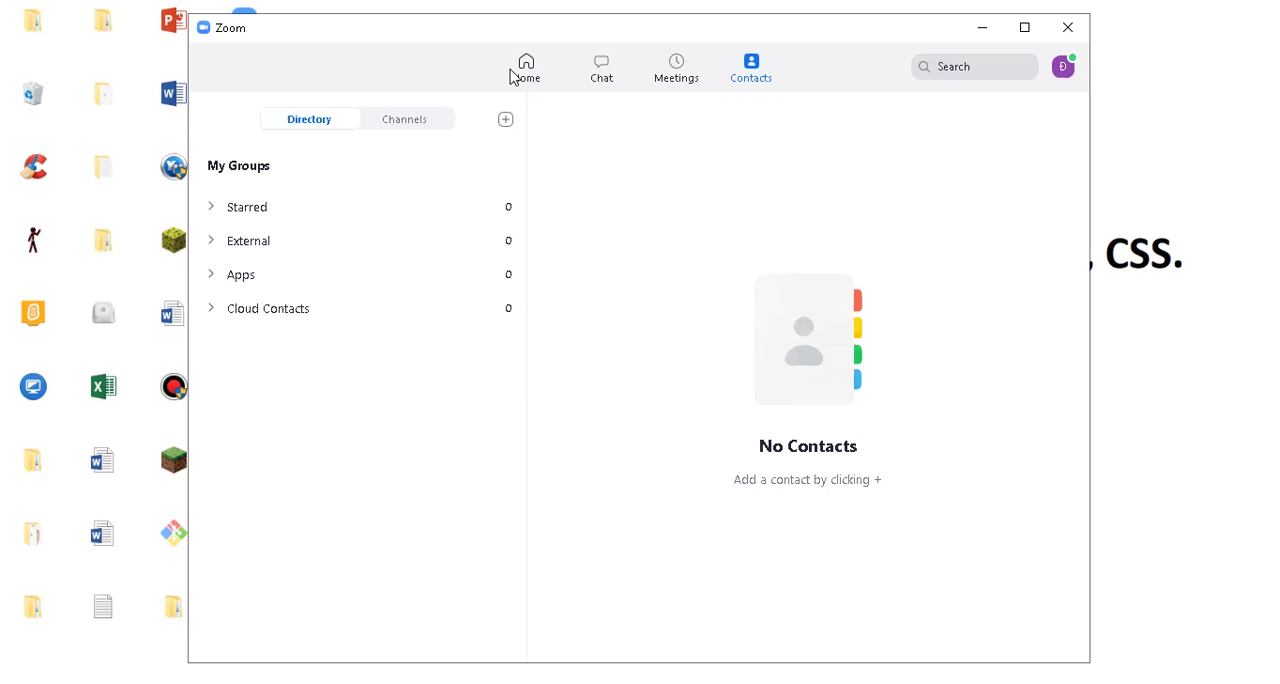 Zoom
Home
Chat
Meetings
Contacts
Search
Đ
Directory
Channels
My Groups
Starred 0
External 0
Apps 0
Cloud Contacts 0
No Contacts
Add a contact by clicking +
, CSS.